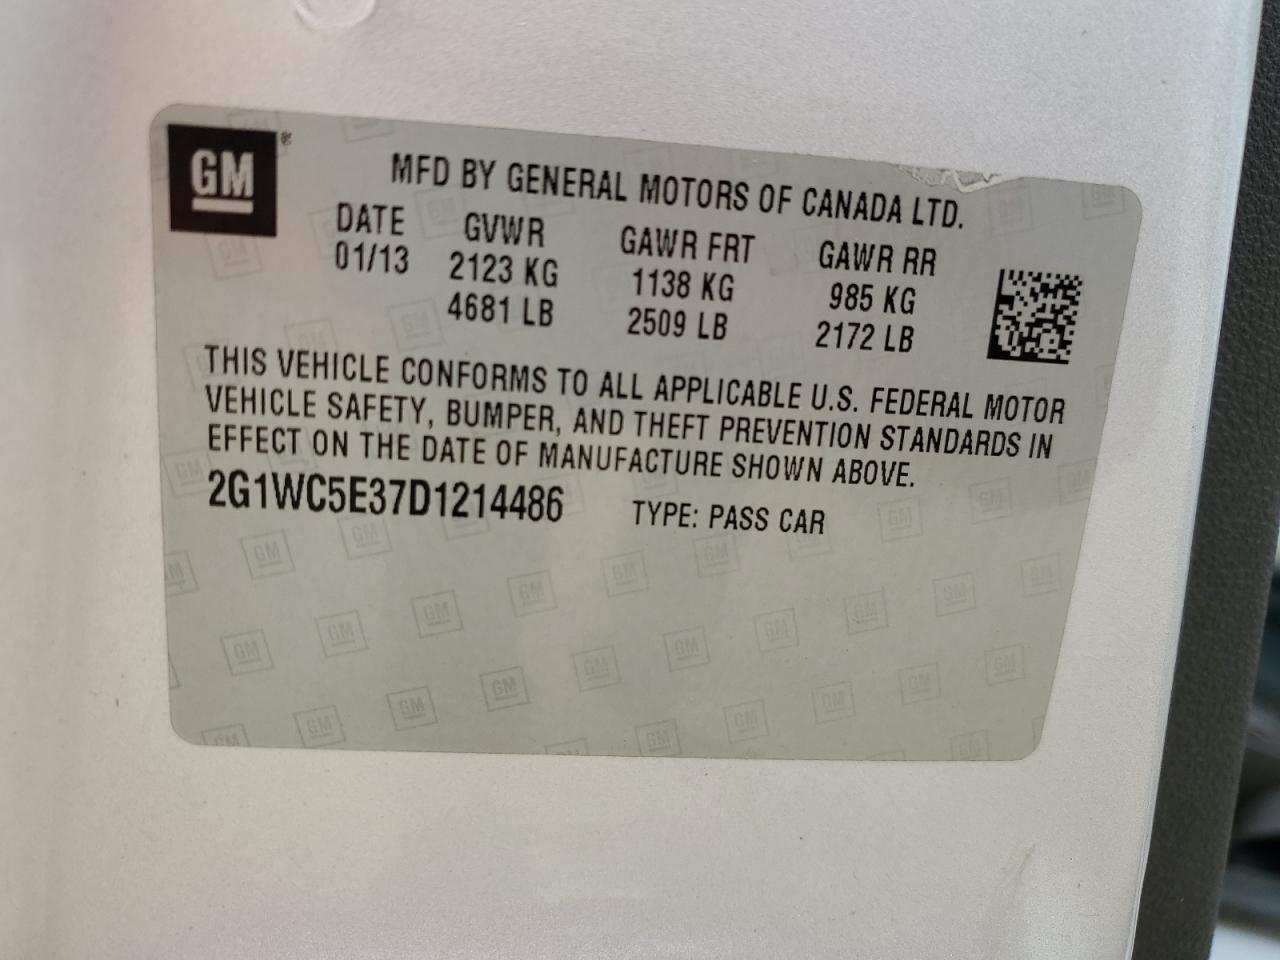 GM®
MFD BY GENERAL MOTORS OF CANADA LTD.
DATE GVWR GAWR FRT GAWR RR
01/13 2123 KG 1138 KG 985 KG
4681 LB 2509 LB 2172 LB
THIS VEHICLE CONFORMS TO ALL APPLICABLE U.S. FEDERAL MOTOR
VEHICLE SAFETY, BUMPER, AND THEFT PREVENTION STANDARDS IN
EFFECT ON THE DATE OF MANUFACTURE SHOWN ABOVE.
2G1WC5E37D1214486 TYPE: PASS CAR